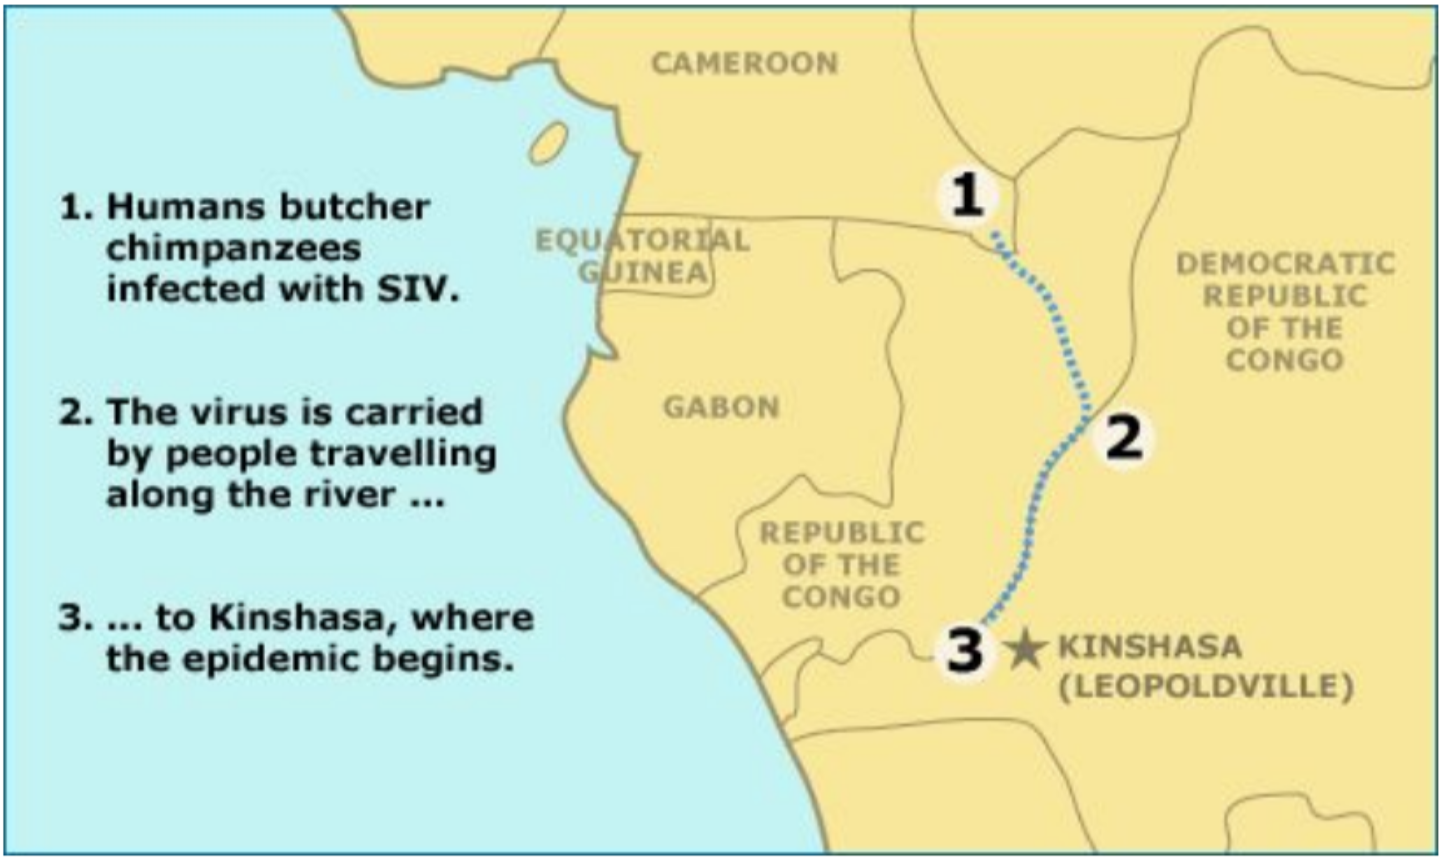 CAMEROON
1
1. Humans butcher
chimpanzees
infected with SIV.
EQUATORIAL
GUINEA
DEMOCRATIC
REPUBLIC
OF THE
CONGO
2. The virus is carried
by people travelling
along the river ...
GABON
2
REPUBLIC
OF THE
CONGO
3. ... to Kinshasa, where
the epidemic begins.
3
KINSHASA
(LEOPOLDVILLE)